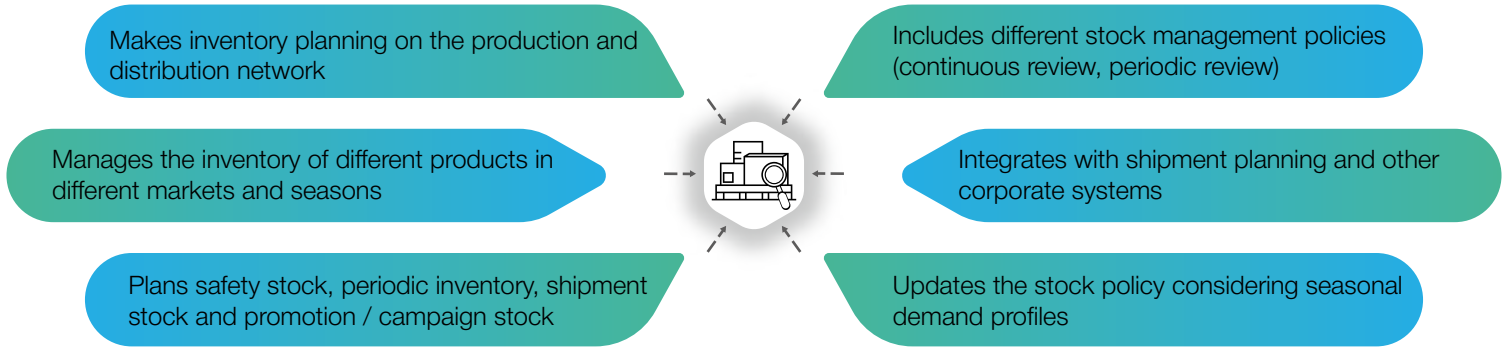 Makes inventory planning on the production and
distribution network
Includes different stock management policies
(continuous review, periodic review)
Manages the inventory of different products in
different markets and seasons
Integrates with shipment planning and other
corporate systems
Plans safety stock, periodic inventory, shipment
stock and promotion / campaign stock
Updates the stock policy considering seasonal
demand profiles